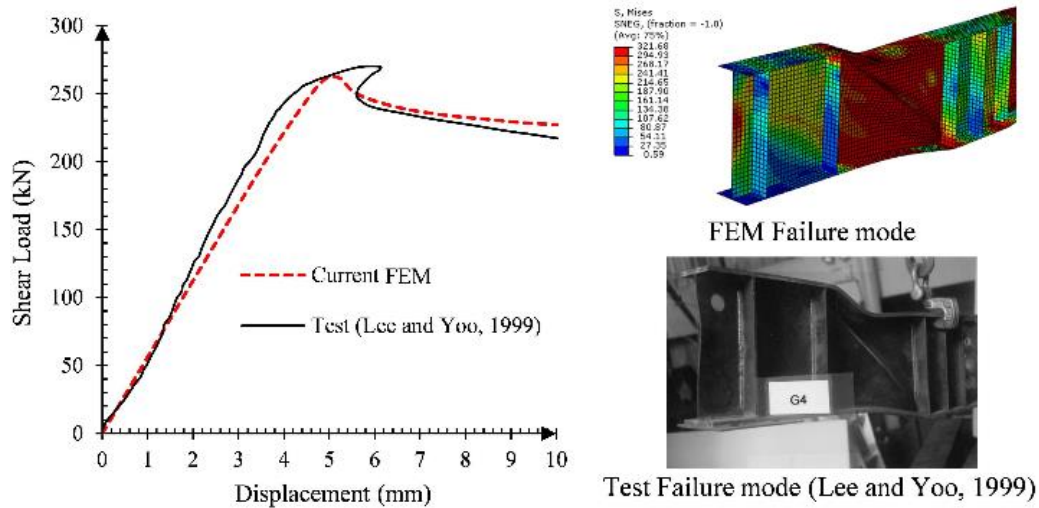 300
250
200
150
100
50
0
Shear Load (kN)
0 1 2 3 4 5 6 7 8 9 10
Displacement (mm)
Current FEM
Test (Lee and Yoo, 1999)
S, Mises
SNEG, (fraction = -1.0)
(Avg: 75%)
321.68
294.93
268.17
241.41
214.65
187.90
161.14
134.38
107.62
80.87
54.11
27.35
0.59
FEM Failure mode
G4
Test Failure mode (Lee and Yoo, 1999)